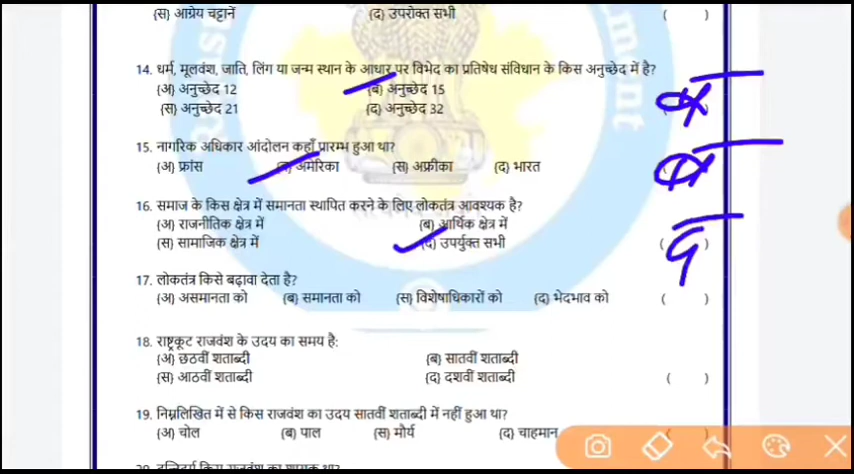 (स) आग्नेय चट्टानें (द) उपरोक्त सभी ( )
14. धर्म, मूलवंश, जाति, लिंग या जन्म स्थान के आधार पर विभेद का प्रतिषेध संविधान के किस अनुच्छेद में है?
(अ) अनुच्छेद 12 (ब) अनुच्छेद 15 ब
(स) अनुच्छेद 21 (द) अनुच्छेद 32
15. नागरिक अधिकार आंदोलन कहाँ प्रारम्भ हुआ था?
(अ) फ्रांस (ब) अमेरिका (स) अफ्रीका (द) भारत ब
16. समाज के किस क्षेत्र में समानता स्थापित करने के लिए लोकतंत्र आवश्यक है?
(अ) राजनीतिक क्षेत्र में (ब) आर्थिक क्षेत्र में
(स) सामाजिक क्षेत्र में (द) उपर्युक्त सभी ( द )
17. लोकतंत्र किसे बढ़ावा देता है?
(अ) असमानता को (ब) समानता को (स) विशेषाधिकारों को (द) भेदभाव को ( )
18. राष्ट्रकूट राजवंश के उदय का समय है:
(अ) छठवीं शताब्दी (ब) सातवीं शताब्दी
(स) आठवीं शताब्दी (द) दशवीं शताब्दी ( )
19. निम्नलिखित में से किस राजवंश का उदय सातवीं शताब्दी में नहीं हुआ था?
(अ) चोल (ब) पाल (स) मौर्य (द) चाहमान